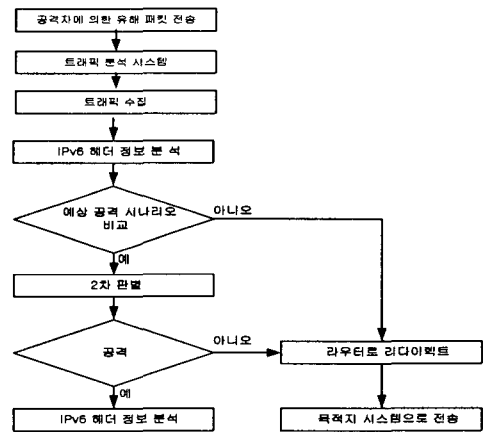 공격자에 의한 유해 패킷 전송
트래픽 분석 시스템
트래픽 수집
IPv6 헤더 정보 분 석
예상 공격 시나리오
비교
아니오
예
2차 판별
공격
아니오
라우터로 리다이렉트
예
IPv6 헤더 정보 분석
목적지 시스템으로 전송